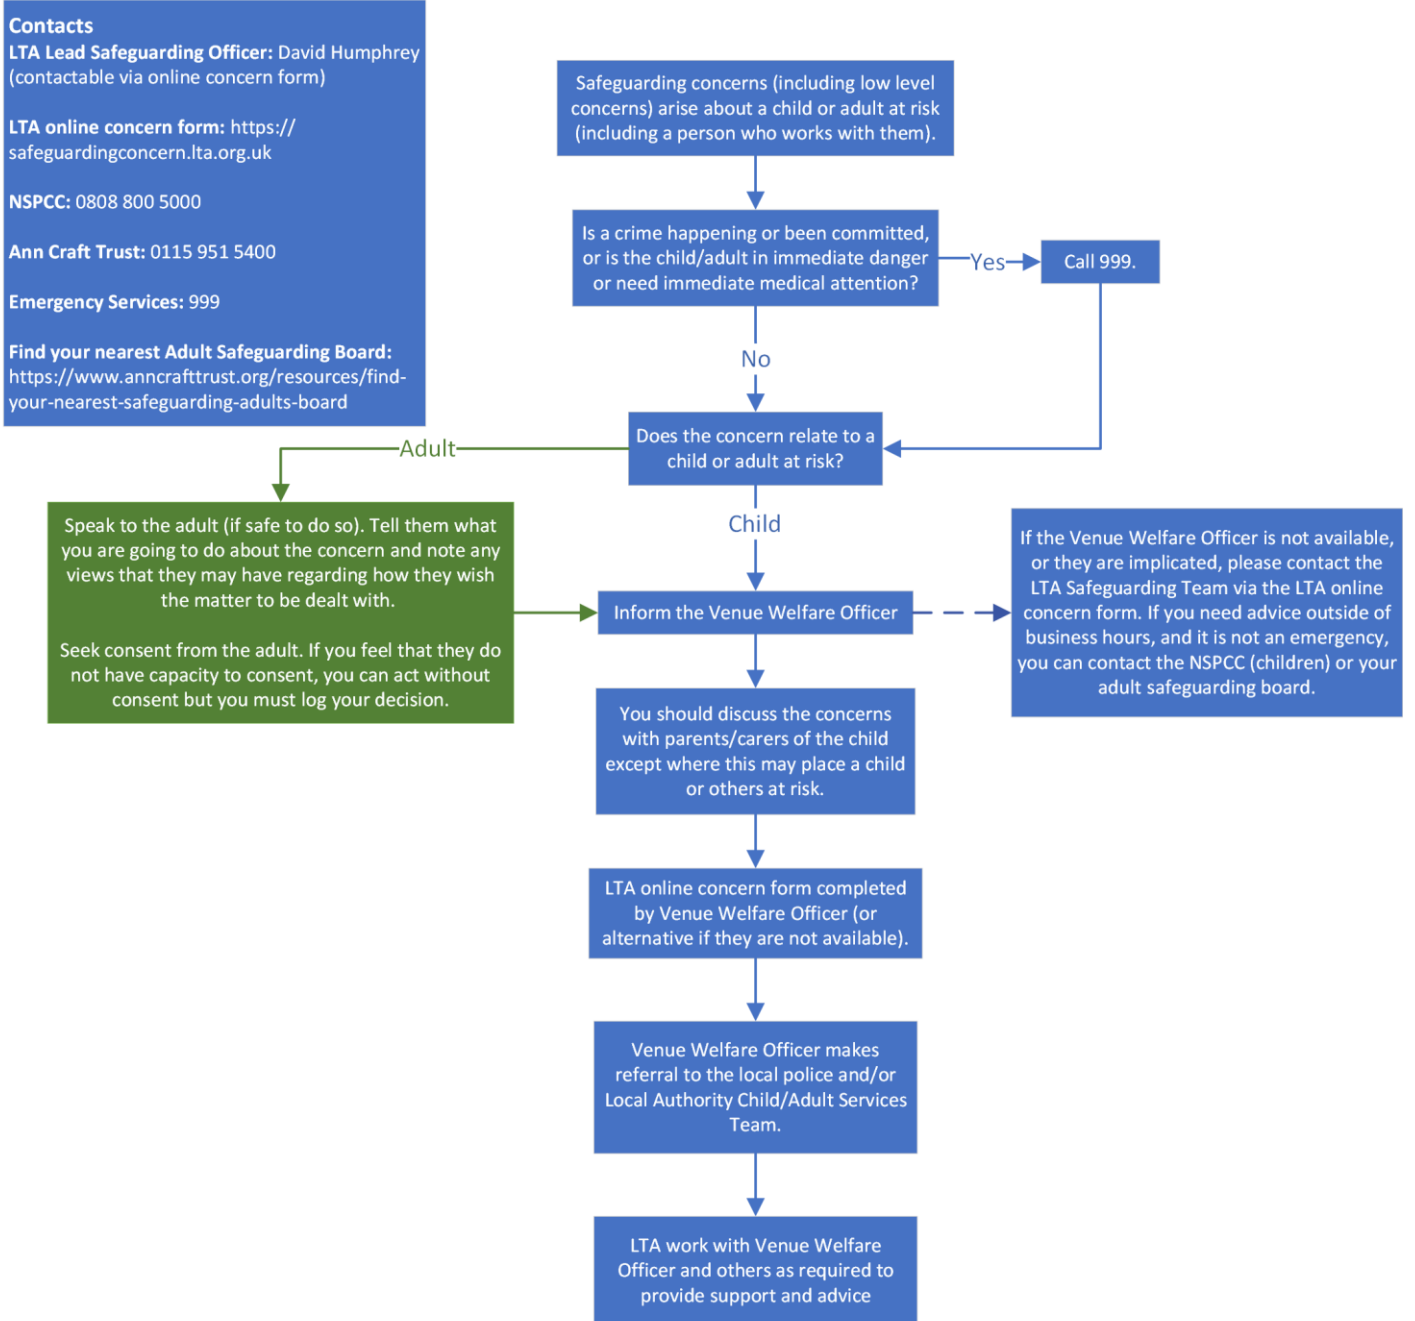 Contacts
LTA Lead Safeguarding Officer: David Humphrey
(contactable via online concern form)
LTA online concern form: https://
safeguardingconcern.lta.org.uk
NSPCC: 0808 800 5000
Ann Craft Trust: 0115 951 5400
Emergency Services: 999
Find your nearest Adult Safeguarding Board:
https://www.anncrafttrust.org/resources/find-
your-nearest-safeguarding-adults-board
Safeguarding concerns (including low level
concerns) arise about a child or adult at risk
(including a person who works with them).
Is a crime happening or been committed,
or is the child/adult in immediate danger
or need immediate medical attention?
Yes
Call 999.
No
Does the concern relate to a
child or adult at risk?
Adult
Speak to the adult (if safe to do so). Tell them what
you are going to do about the concern and note any
views that they may have regarding how they wish
the matter to be dealt with.
Seek consent from the adult. If you feel that they do
not have capacity to consent, you can act without
consent but you must log your decision.
Child
Inform the Venue Welfare Officer
If the Venue Welfare Officer is not available,
or they are implicated, please contact the
LTA Safeguarding Team via the LTA online
concern form. If you need advice outside of
business hours, and it is not an emergency,
you can contact the NSPCC (children) or your
adult safeguarding board.
You should discuss the concerns
with parents/carers of the child
except where this may place a child
or others at risk.
LTA online concern form completed
by Venue Welfare Officer (or
alternative if they are not available).
Venue Welfare Officer makes
referral to the local police and/or
Local Authority Child/Adult Services
Team.
LTA work with Venue Welfare
Officer and others as required to
provide support and advice